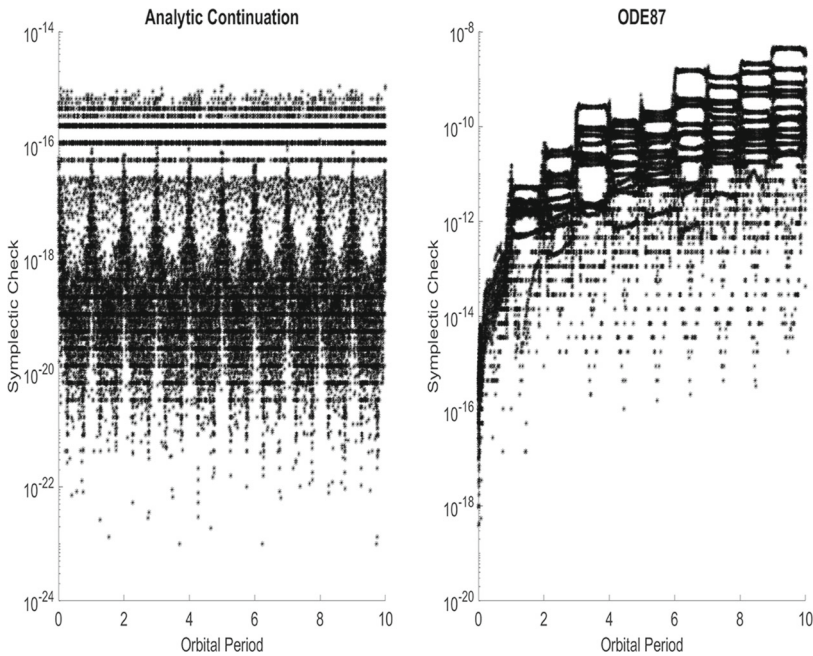 Analytic Continuation
10^-14
10^-16
10^-18
10^-20
10^-22
10^-24
Symplectic Check
0 2 4 6 8 10
Orbital Period
ODE87
10^-8
10^-10
10^-12
10^-14
10^-16
10^-18
10^-20
Symplectic Check
0 2 4 6 8 10
Orbital Period